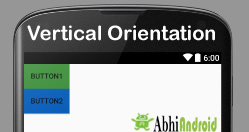 Vertical Orientation
6:00
BUTTON1
BUTTON2
AbhiAndroid